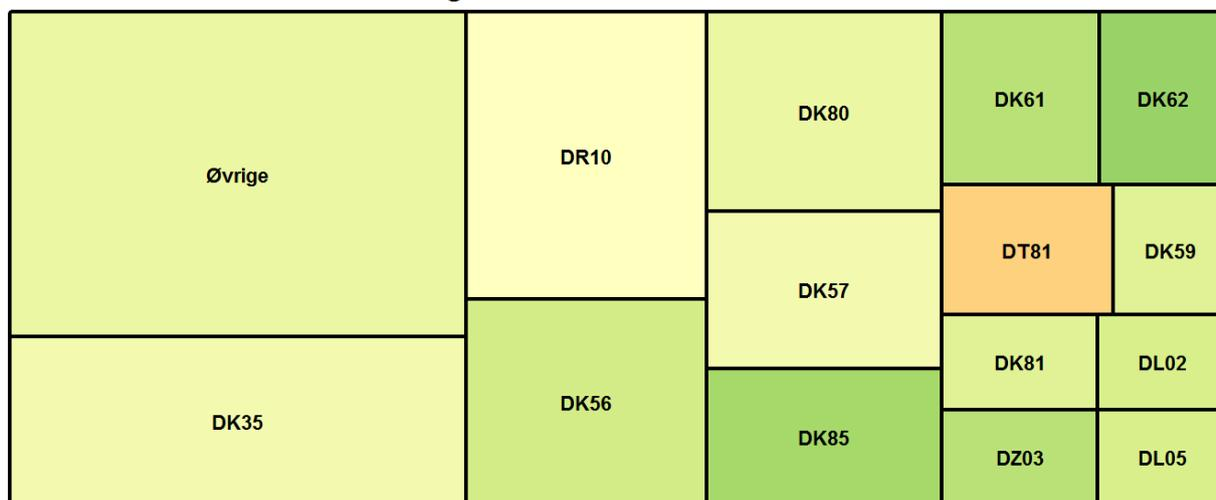 Øvrige
DR10
DK80
DK61
DK62
DT81
DK59
DK57
DK81
DL02
DK35
DK56
DK85
DZ03
DL05